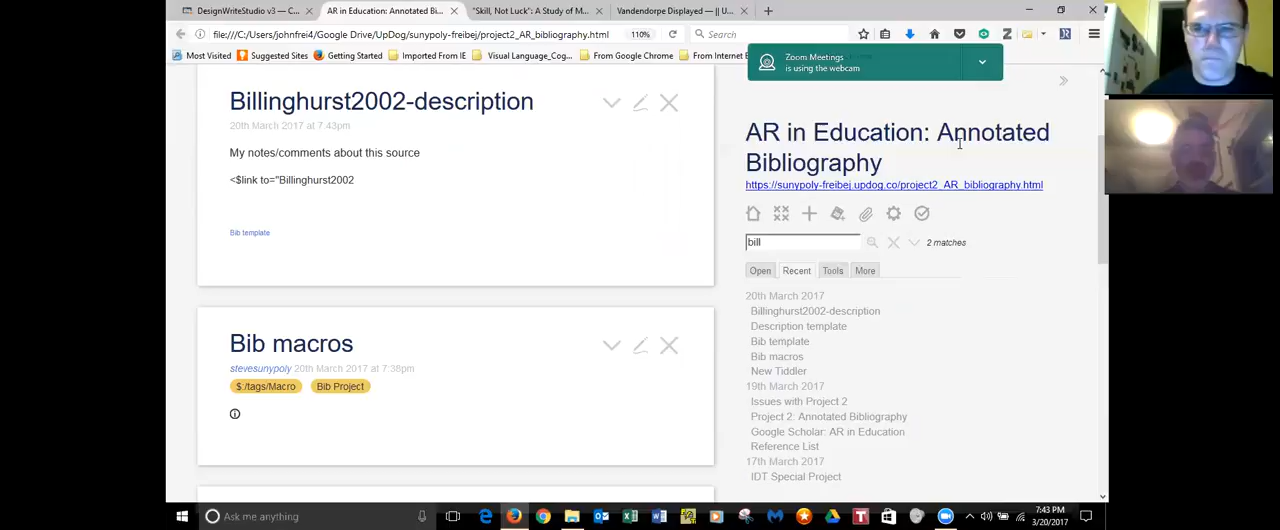 DesignWriteStudio v3 — C...
AR in Education: Annotated Bi...
"Skill, Not Luck": A Study of M...
Vandendorpe Displayed — || U...
file:///C:/Users/johnfrei4/Google Drive/UpDog/sunypoly-freibej/project2_AR_bibliography.html
110%
Search
Most Visited
Suggested Sites
Getting Started
Imported From IE
Visual Language_Cog...
From Google Chrome
From Internet E
Zoom Meetings
is using the webcam
Billinghurst2002-description
20th March 2017 at 7.43pm
My notes/comments about this source
<$link to="Billinghurst2002
Bib template
Bib macros
stevesunypoly 20th March 2017 at 7:38pm
$:/tags/Macro
Bib Project
AR in Education: Annotated
Bibliography
https://sunypoly-freibej.updog.co/project2_AR_bibliography.html
bill
2 matches
Open
Recent
Tools
More
20th March 2017
Billinghurst2002-description
Description template
Bib template
Bib macros
New Tiddler
19th March 2017
Issues with Project 2
Project 2: Annotated Bibliography
Google Scholar: AR in Education
Reference List
17th March 2017
IDT Special Project
Ask me anything
7:43 PM
3/20/2017